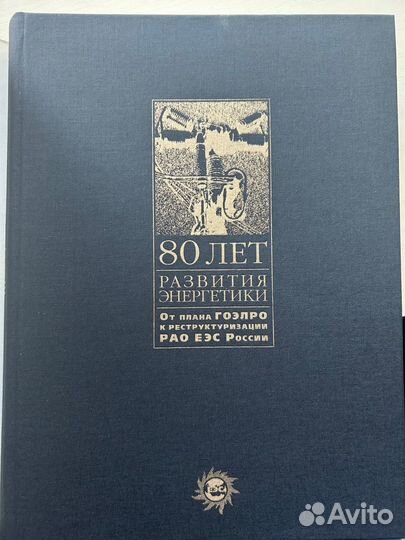 80 ЛЕТ
РАЗВИТИЯ
ЭНЕРГЕТИКИ
От плана ГОЭЛРО
к реструктуризации
РАО ЕЭС России
Avito